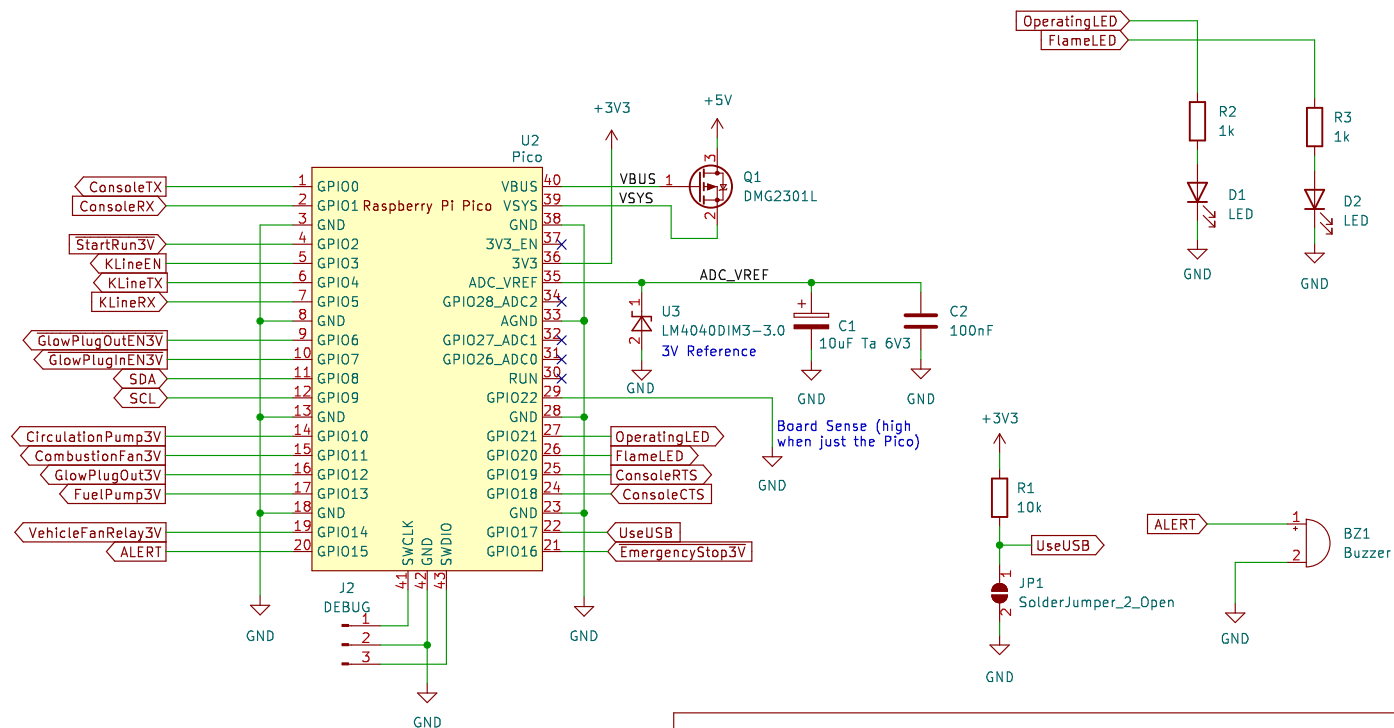 OperatingLED
FlameLED
+3V3
+5V
R2
1k
R3
1k
D1
LED
D2
LED
GND
GND
U2
Pico
Raspberry Pi Pico
ConsoleTX 1 GPIO0
ConsoleRX 2 GPIO1
3 GND
StartRun3V 4 GPIO2
KLineEN 5 GPIO3
KLineTX 6 GPIO4
KLineRX 7 GPIO5
8 GND
GlowPlugOutEN3V 9 GPIO6
GlowPlugInEN3V 10 GPIO7
SDA 11 GPIO8
SCL 12 GPIO9
13 GND
CirculationPump3V 14 GPIO10
CombustionFan3V 15 GPIO11
GlowPlugOut3V 16 GPIO12
FuelPump3V 17 GPIO13
18 GND
VehicleFanRelay3V 19 GPIO14
ALERT 20 GPIO15
VBUS 40 VBUS
VSYS 39 VSYS
GND 38
3V3_EN 37
3V3 36
ADC_VREF 35 ADC_VREF
GPIO28_ADC2 34
AGND 33
GPIO27_ADC1 32
GPIO26_ADC0 31
RUN 30
GPIO22 29
GND 28
GPIO21 27 OperatingLED
GPIO20 26 FlameLED
GPIO19 25 ConsoleRTS
GPIO18 24 ConsoleCTS
GND 23
GPIO17 22 UseUSB
GPIO16 21 EmergencyStop3V
SWCLK 41
GND 42
SWDIO 43
3
1
2
Q1
DMG2301L
1
2
U3
LM4040DIM3-3.0
3V Reference
GND
+
C1
10uF Ta 6V3
GND
C2
100nF
GND
Board Sense (high
when just the Pico)
GND
J2
DEBUG
1
2
3
GND
GND
GND
+3V3
R1
10k
UseUSB
1
2
JP1
SolderJumper_2_Open
GND
ALERT
1
+
2
BZ1
Buzzer
GND